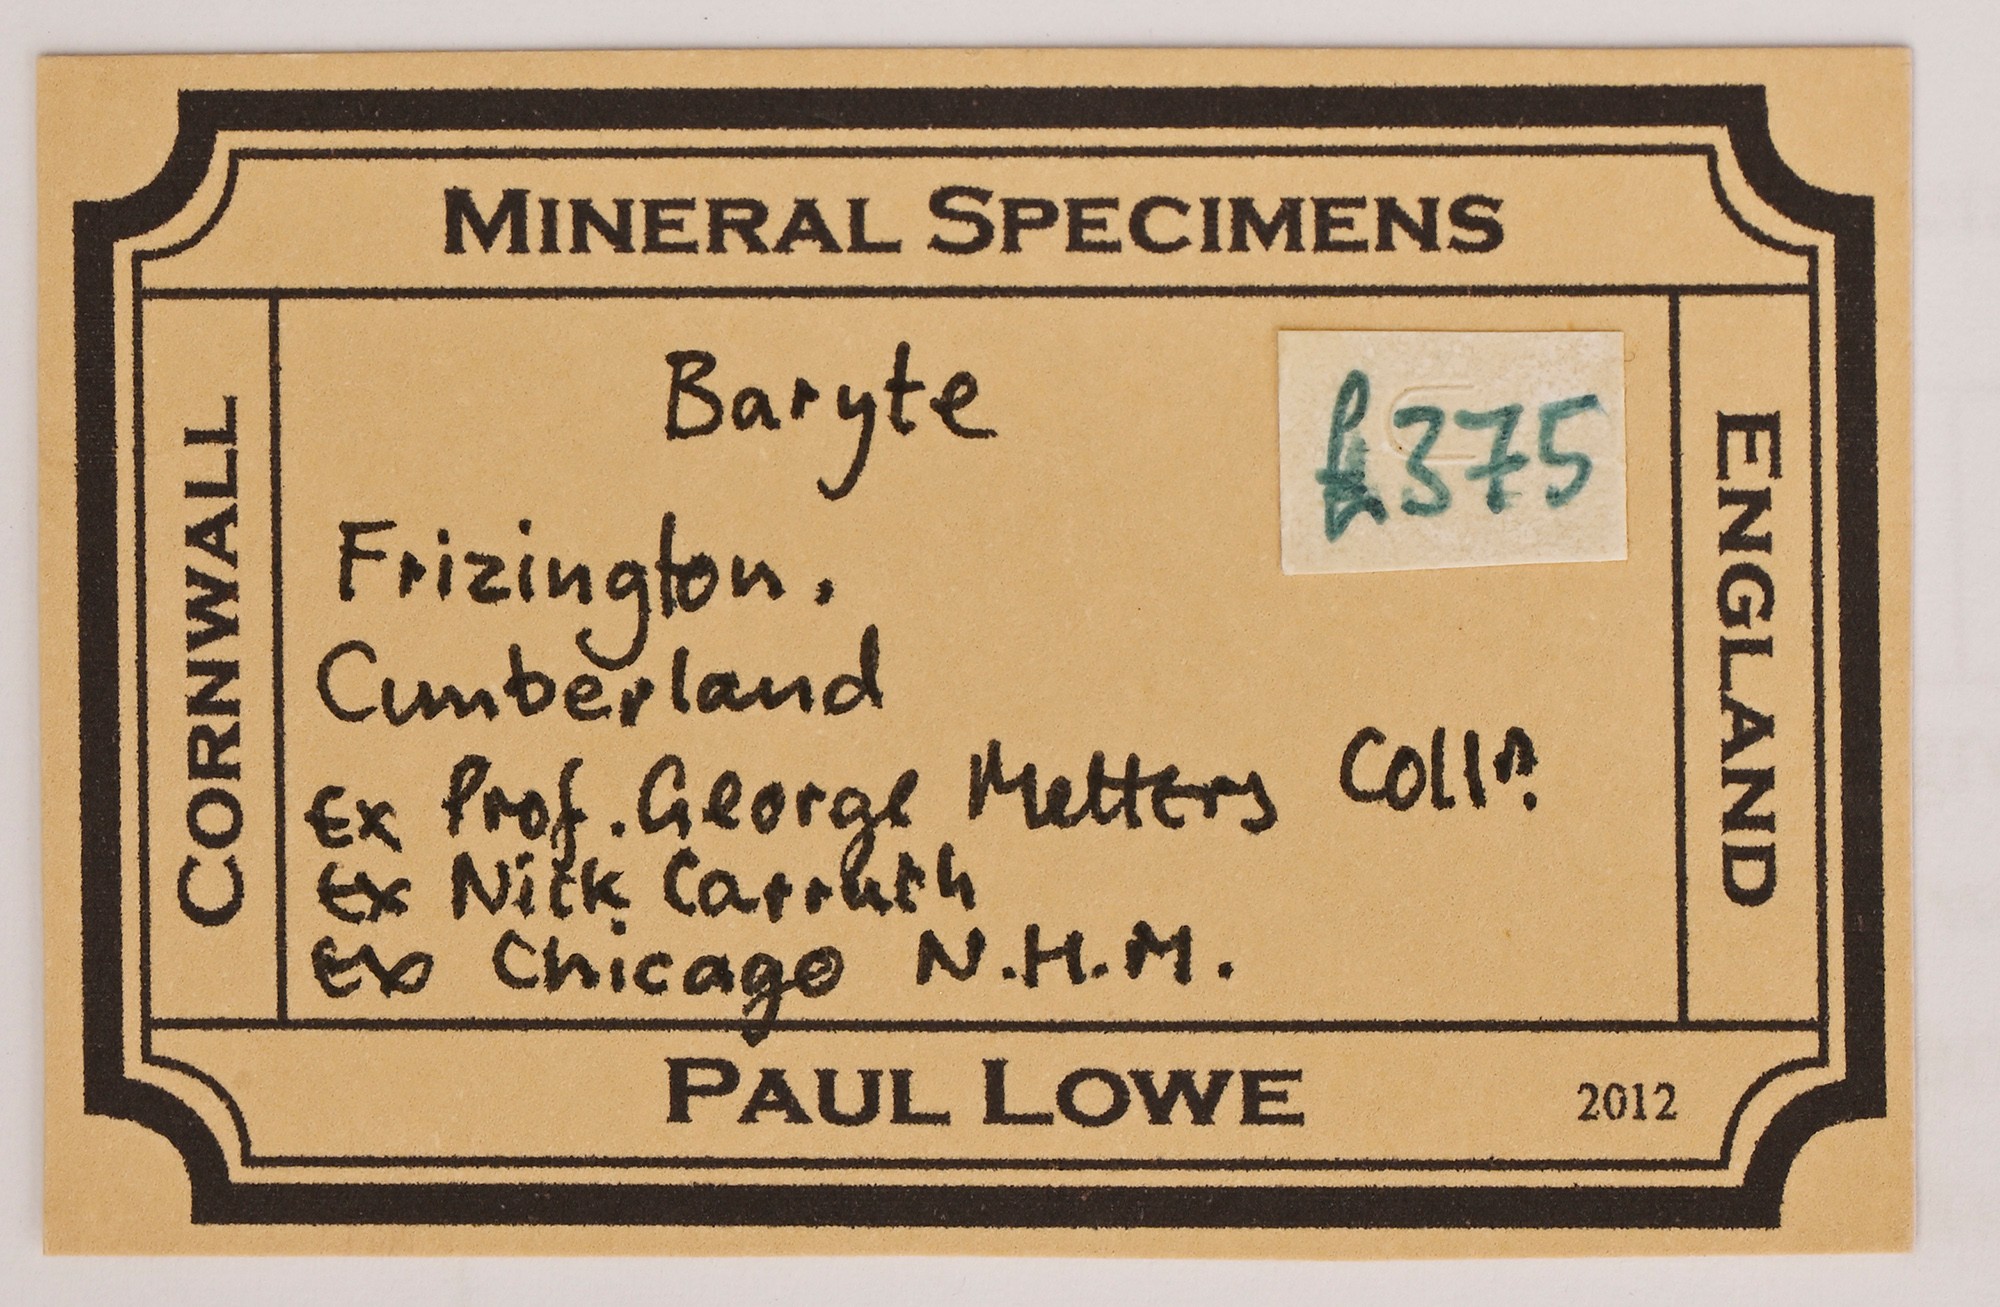 MINERAL SPECIMENS
CORNWALL
Baryte
£375
Frizington.
Cumberland
Ex Prof. George Metters Colln.
Ex Nick Carruth
Ex Chicago N.H.M.
ENGLAND
PAUL LOWE
2012